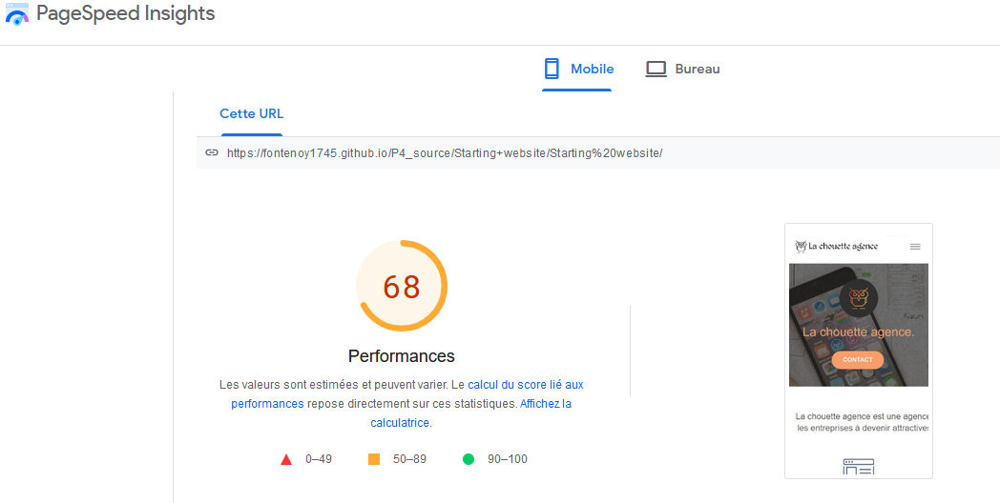 PageSpeed Insights
Mobile
Bureau
Cette URL
https://fontenoy1745.github.io/P4_source/Starting+website/Starting%20website/
68
Performances
Les valeurs sont estimées et peuvent varier. Le calcul du score lié aux
performances repose directement sur ces statistiques. Affichez la
calculatrice.
0–49
50–89
90–100
La chouette agence
La chouette agence.
CONTACT
La chouette agence est une agence
les entreprises à devenir attractives